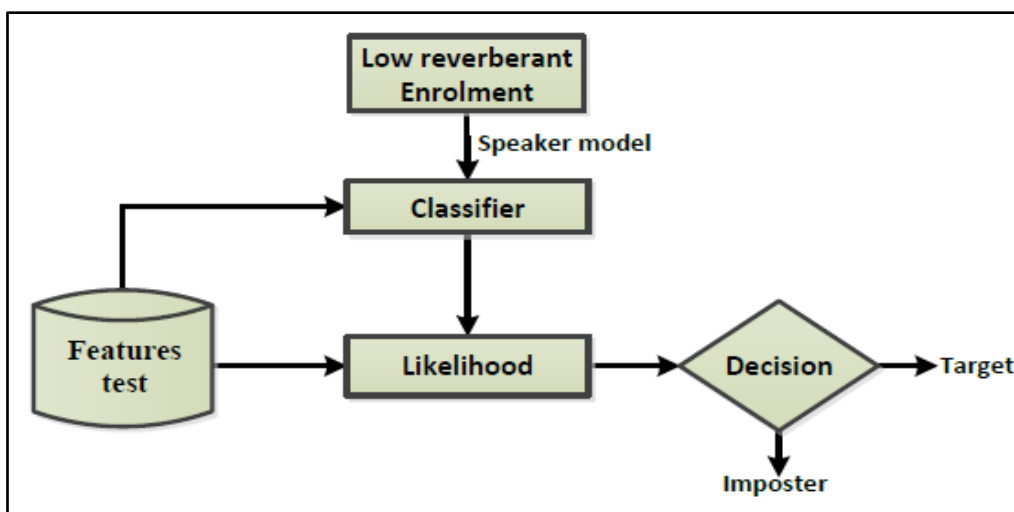 Low reverberant
Enrolment
Speaker model
Classifier
Features
test
Likelihood
Decision
Target
Imposter